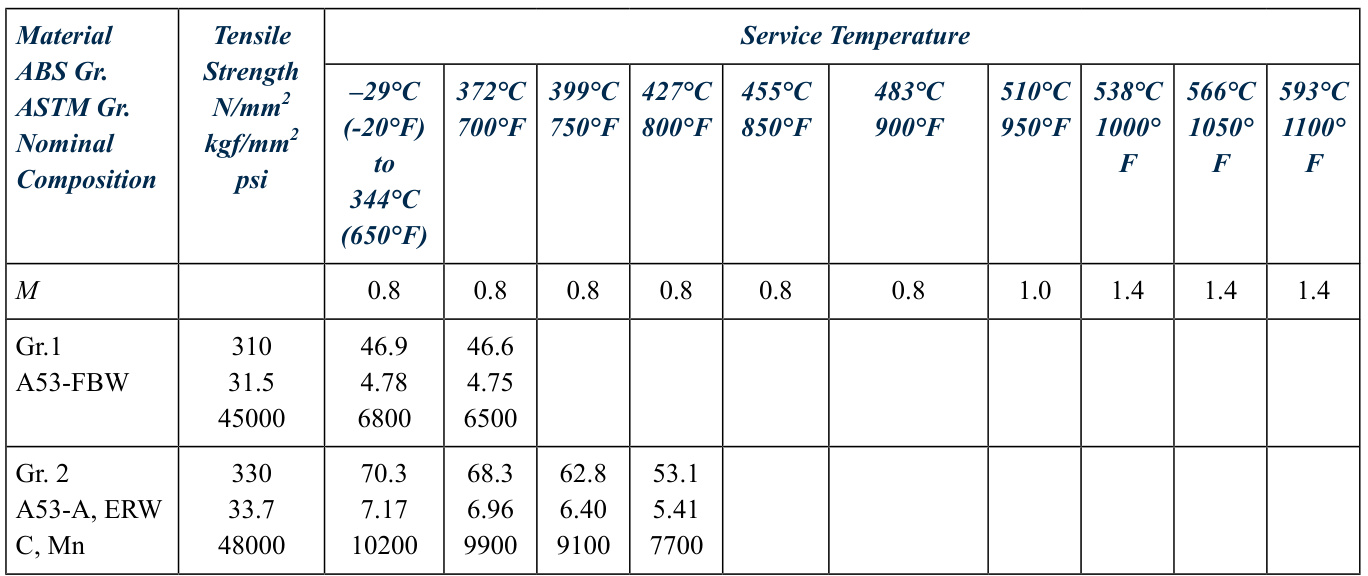 Material Tensile Service Temperature
ABS Gr. Strength
ASTM Gr. N/mm² –29°C 372°C 399°C 427°C 455°C 483°C 510°C 538°C 566°C 593°C
Nominal kgf/mm² (-20°F) 700°F 750°F 800°F 850°F 900°F 950°F 1000° 1050° 1100°
Composition psi to F F F
344°C
(650°F)
M 0.8 0.8 0.8 0.8 0.8 0.8 1.0 1.4 1.4 1.4
Gr.1 310 46.9 46.6
A53-FBW 31.5 4.78 4.75
45000 6800 6500
Gr. 2 330 70.3 68.3 62.8 53.1
A53-A, ERW 33.7 7.17 6.96 6.40 5.41
C, Mn 48000 10200 9900 9100 7700